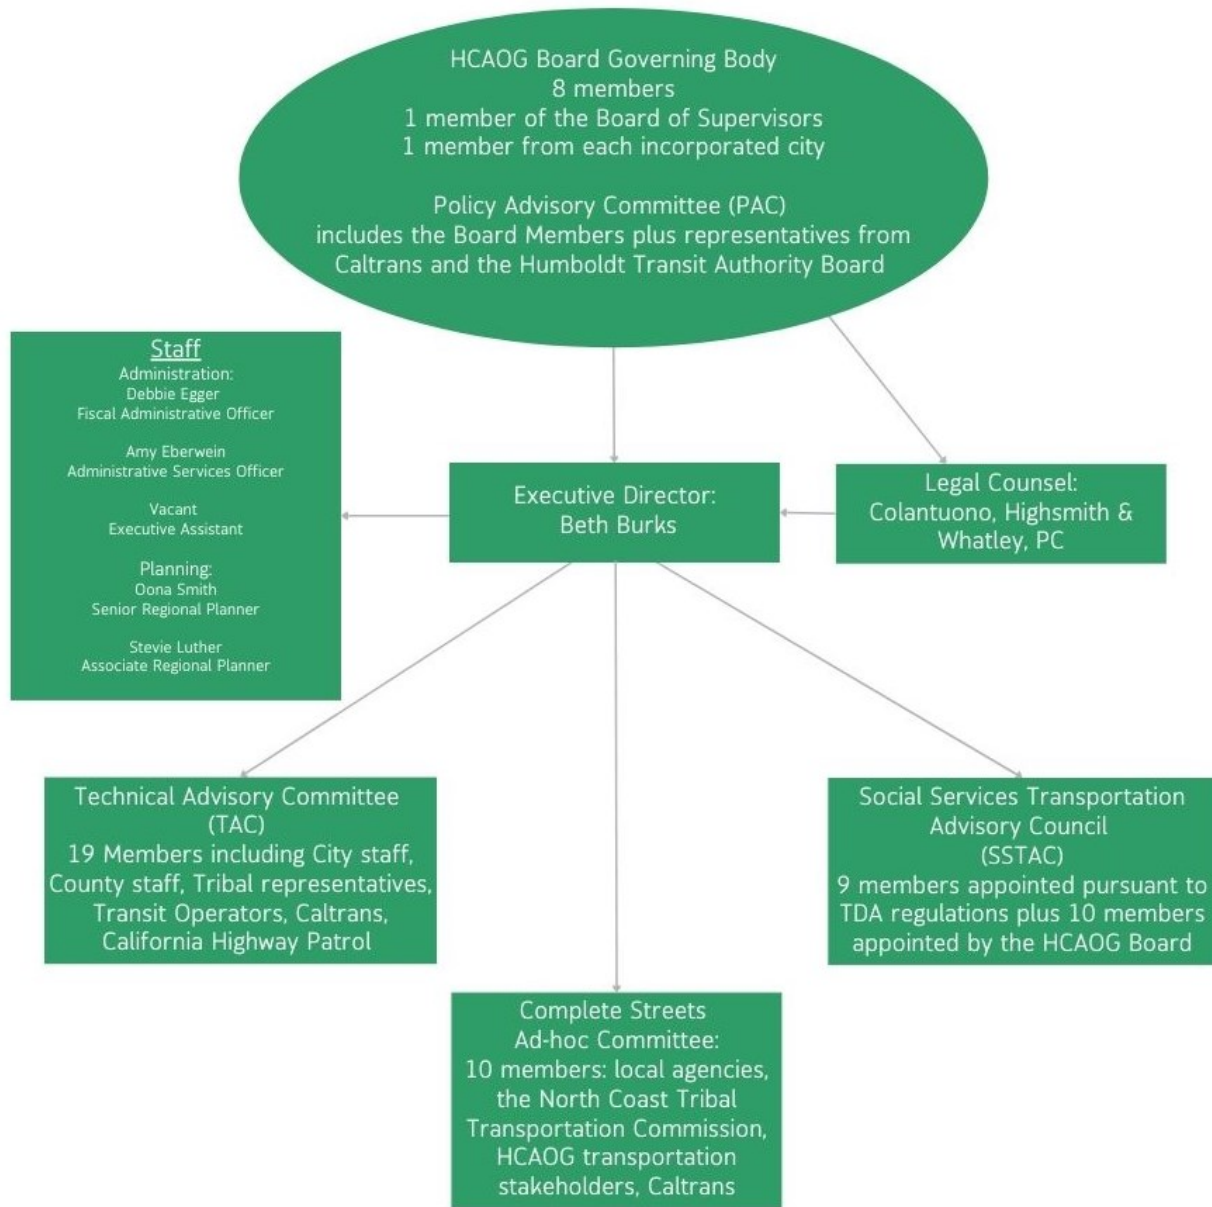 HCAOG Board Governing Body
8 members
1 member of the Board of Supervisors
1 member from each incorporated city
Policy Advisory Committee (PAC)
includes the Board Members plus representatives from
Caltrans and the Humboldt Transit Authority Board
Staff
Administration:
Debbie Egger
Fiscal Administrative Officer
Amy Eberwein
Administrative Services Officer
Vacant
Executive Assistant
Planning:
Oona Smith
Senior Regional Planner
Stevie Luther
Associate Regional Planner
Executive Director:
Beth Burks
Legal Counsel:
Colantuono, Highsmith &
Whatley, PC
Technical Advisory Committee
(TAC)
19 Members including City staff,
County staff, Tribal representatives,
Transit Operators, Caltrans,
California Highway Patrol
Complete Streets
Ad-hoc Committee:
10 members: local agencies,
the North Coast Tribal
Transportation Commission,
HCAOG transportation
stakeholders, Caltrans
Social Services Transportation
Advisory Council
(SSTAC)
9 members appointed pursuant to
TDA regulations plus 10 members
appointed by the HCAOG Board